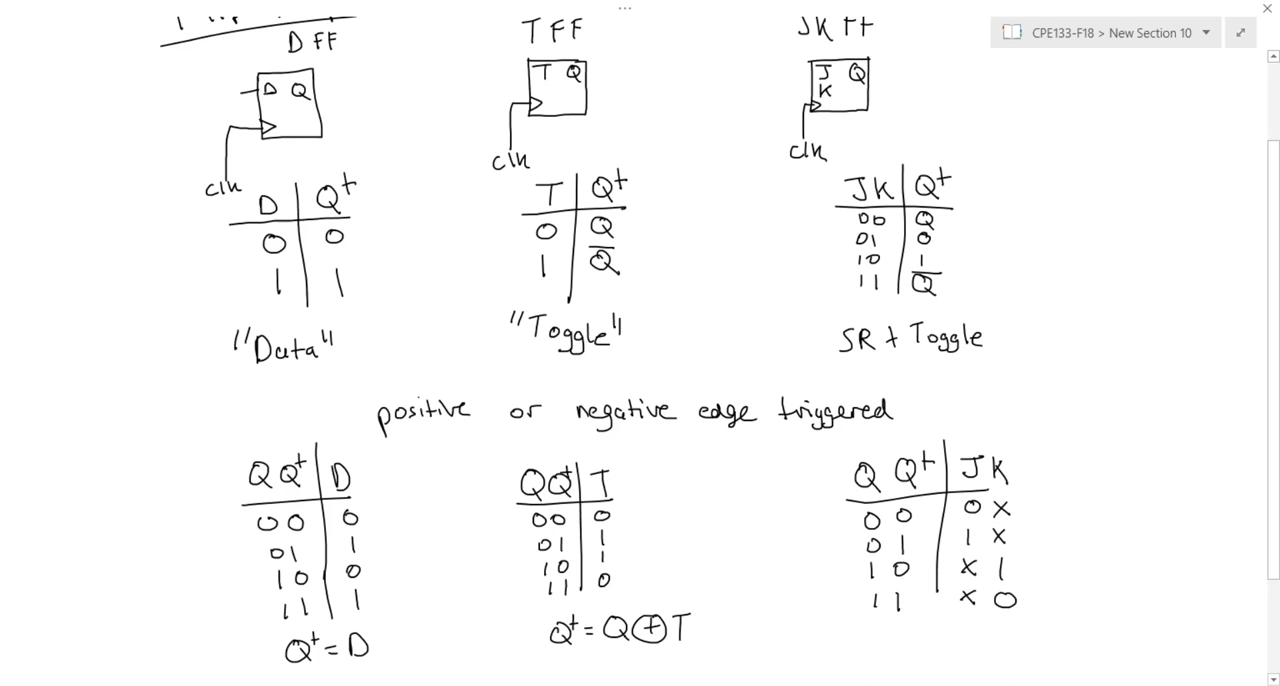 CPE133-F18 > New Section 10
D FF
D Q
clk
D Q+
0 0
1 1
"Data"
T FF
T Q
clk
T Q+
0 Q
1 Q̅
"Toggle"
JK FF
J Q
K
clk
JK Q+
00 Q
01 0
10 1
11 Q̅
SR + Toggle
positive or negative edge triggered
Q Q+ D
0 0 0
0 1 1
1 0 0
1 1 1
Q+ = D
Q Q+ T
0 0 0
0 1 1
1 0 1
1 1 0
Q+ = Q ⊕ T
Q Q+ J K
0 0 0 X
0 1 1 X
1 0 X 1
1 1 X 0